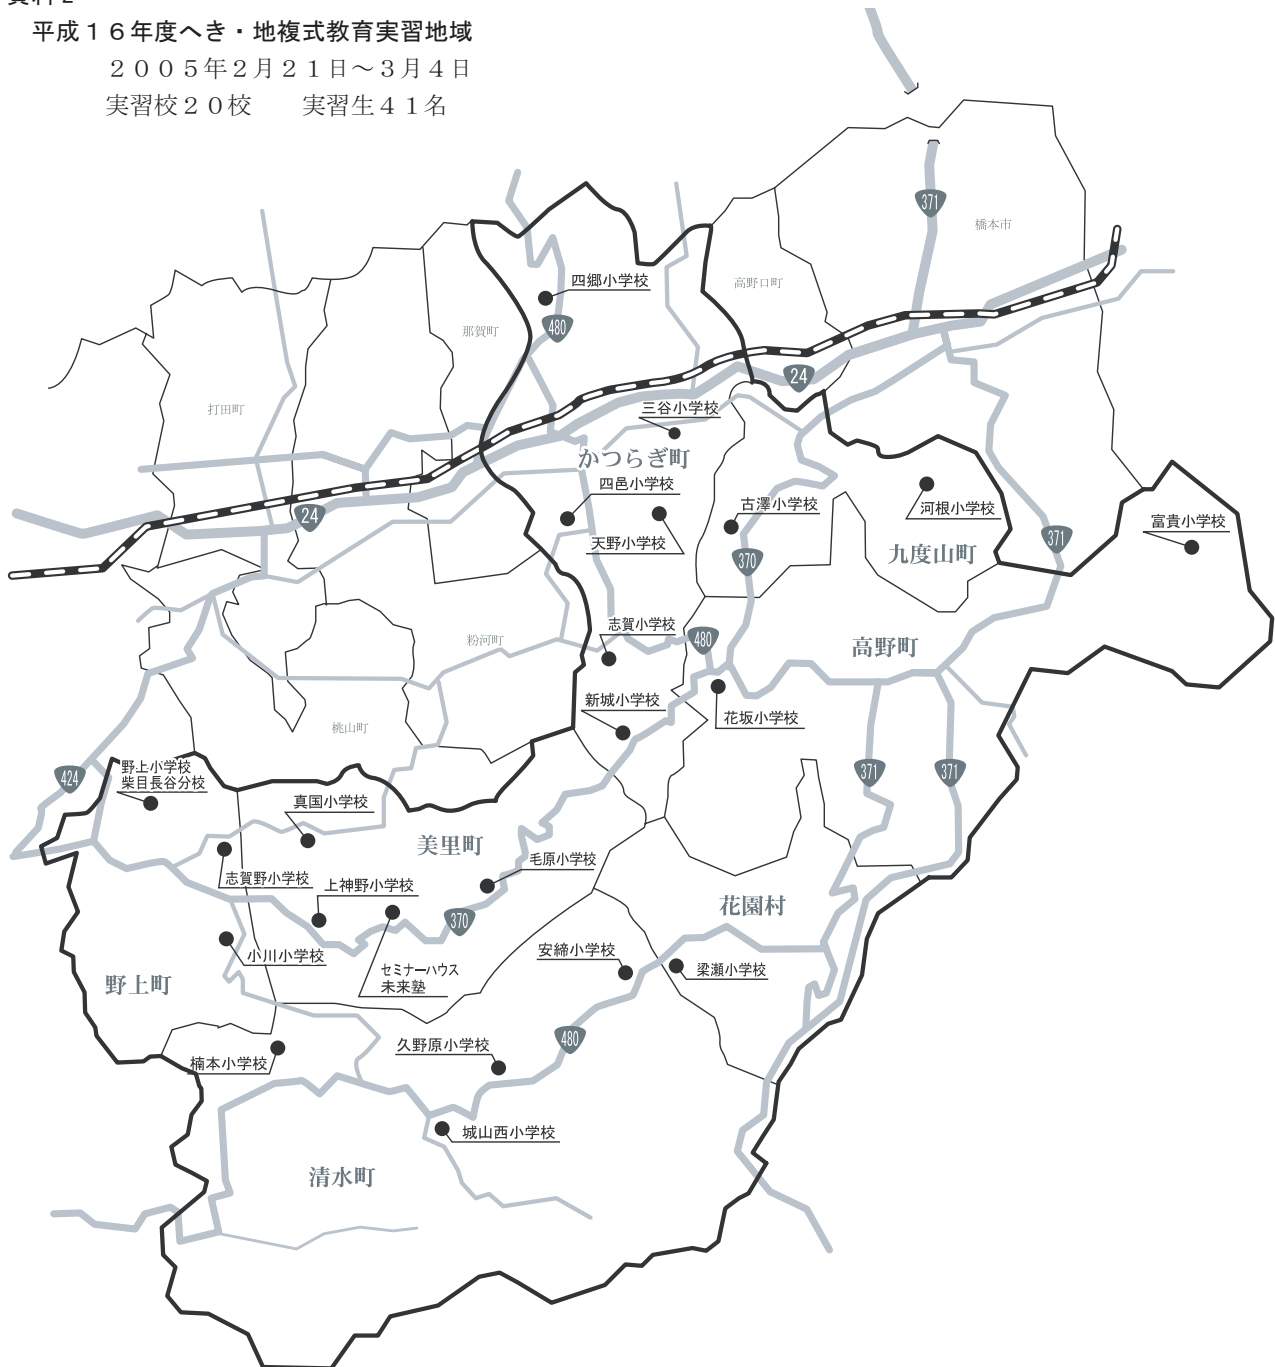 平成１６年度へき・地複式教育実習地域
２００５年２月２１日～３月４日
実習校２０校　　実習生４１名
371
橋本市
四郷小学校
高野口町
480
那賀町
24
打田町
三谷小学校
かつらぎ町
四邑小学校
河根小学校
古澤小学校
24
富貴小学校
天野小学校
371
九度山町
370
志賀小学校
480
粉河町
高野町
新城小学校
花坂小学校
桃山町
野上小学校
柴目長谷分校
424
371
371
真国小学校
美里町
毛原小学校
志賀野小学校
上神野小学校
花園村
370
安締小学校
小川小学校
セミナーハウス
未来塾
梁瀬小学校
野上町
480
久野原小学校
楠本小学校
城山西小学校
清水町